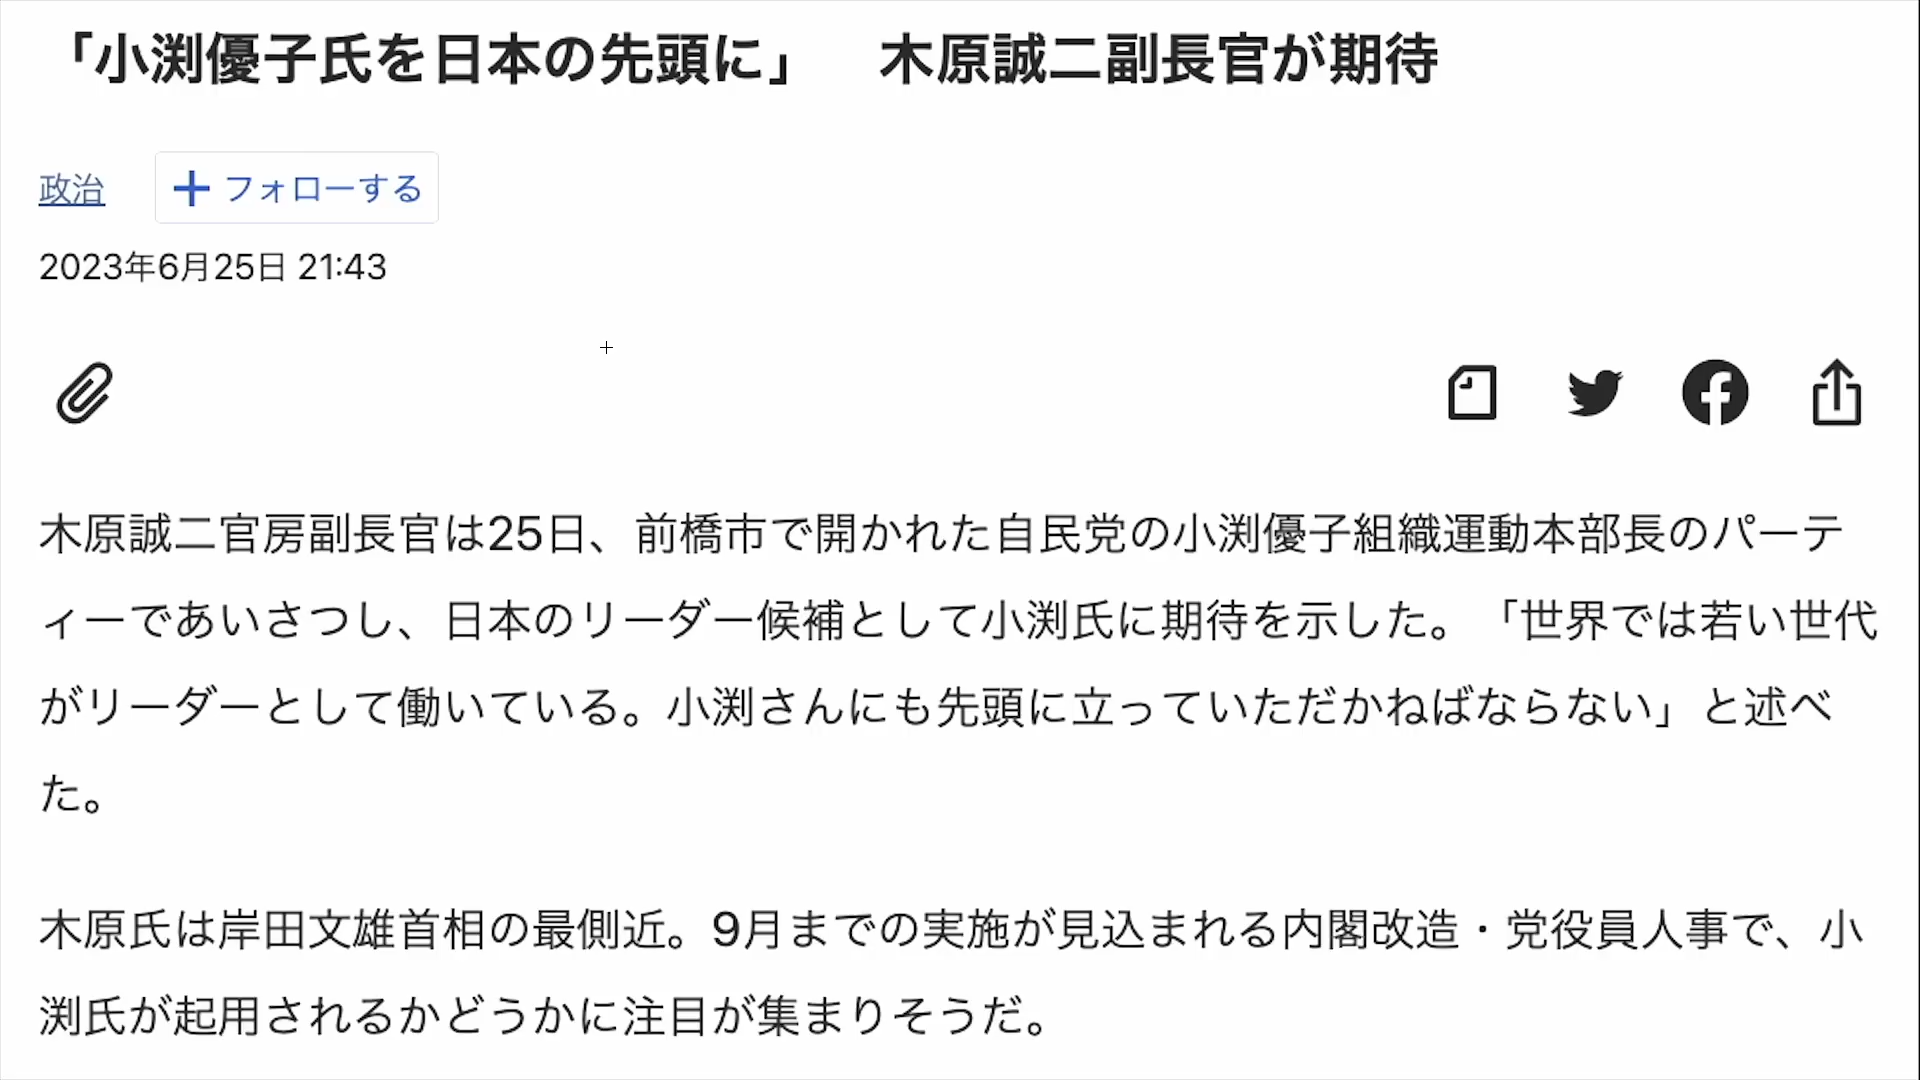 「小渕優子氏を日本の先頭に」　木原誠二副長官が期待
政治
フォローする
2023年6月25日 21:43
木原誠二官房副長官は25日、前橋市で開かれた自民党の小渕優子組織運動本部長のパーテ
ィーであいさつし、日本のリーダー候補として小渕氏に期待を示した。「世界では若い世代
がリーダーとして働いている。小渕さんにも先頭に立っていただかねばならない」と述べ
た。
木原氏は岸田文雄首相の最側近。9月までの実施が見込まれる内閣改造・党役員人事で、小
渕氏が起用されるかどうかに注目が集まりそうだ。